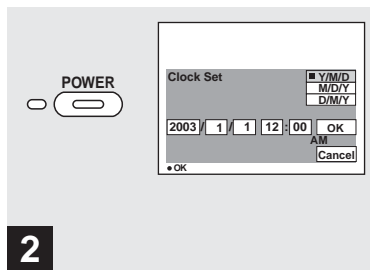 POWER
Clock Set
Y/M/D
M/D/Y
D/M/Y
2003 / 1 / 1 12 : 00 OK
AM
Cancel
• OK
2